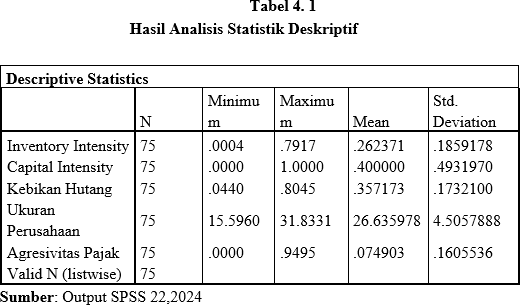 Tabel 4. 1
Hasil Analisis Statistik Deskriptif
Descriptive Statistics
N Minimu m Maximu m Mean Std. Deviation
Inventory Intensity 75 .0004 .7917 .262371 .1859178
Capital Intensity 75 .0000 1.0000 .400000 .4931970
Kebikan Hutang 75 .0440 .8045 .357173 .1732100
Ukuran Perusahaan 75 15.5960 31.8331 26.635978 4.5057888
Agresivitas Pajak 75 .0000 .9495 .074903 .1605536
Valid N (listwise) 75
Sumber: Output SPSS 22,2024